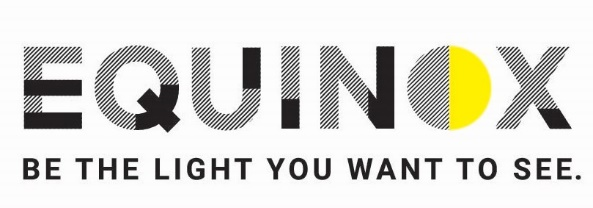 EQUINOX
BE THE LIGHT YOU WANT TO SEE.